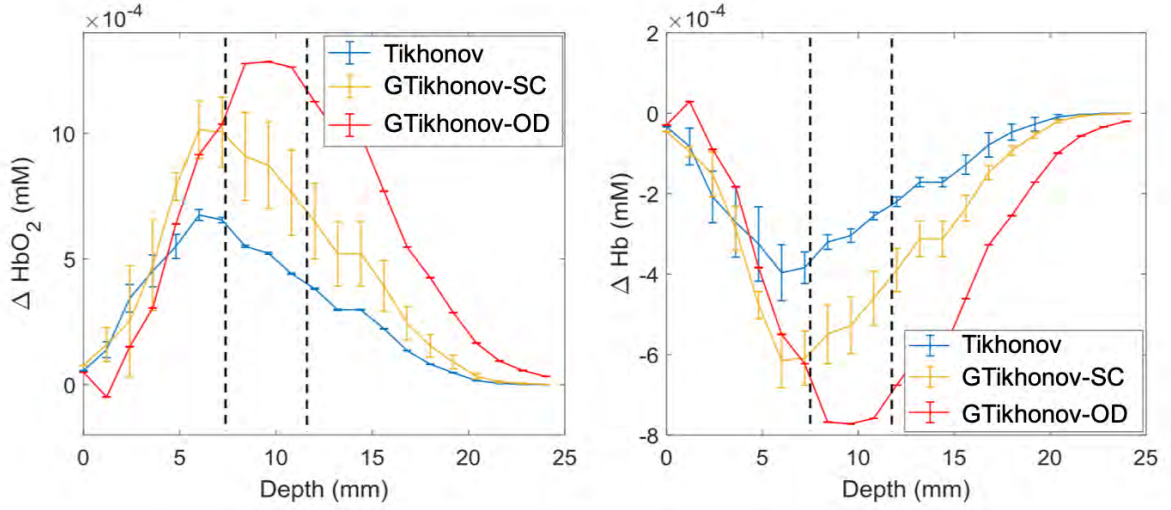 ×10⁻⁴
Δ HbO₂ (mM)
10
5
0
0
5
10
15
20
25
Depth (mm)
Tikhonov
GTikhonov-SC
GTikhonov-OD
×10⁻⁴
Δ Hb (mM)
2
0
-2
-4
-6
-8
0
5
10
15
20
25
Depth (mm)
Tikhonov
GTikhonov-SC
GTikhonov-OD